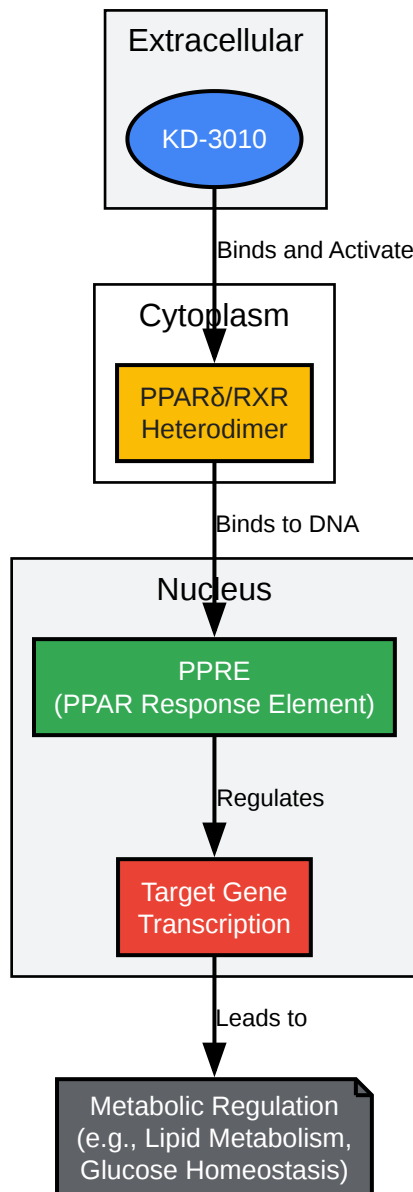 Extracellular
KD-3010
Binds and Activate
Cytoplasm
PPARδ/RXR
Heterodimer
Binds to DNA
Nucleus
PPRE
(PPAR Response Element)
Regulates
Target Gene
Transcription
Leads to
Metabolic Regulation
(e.g., Lipid Metabolism,
Glucose Homeostasis)